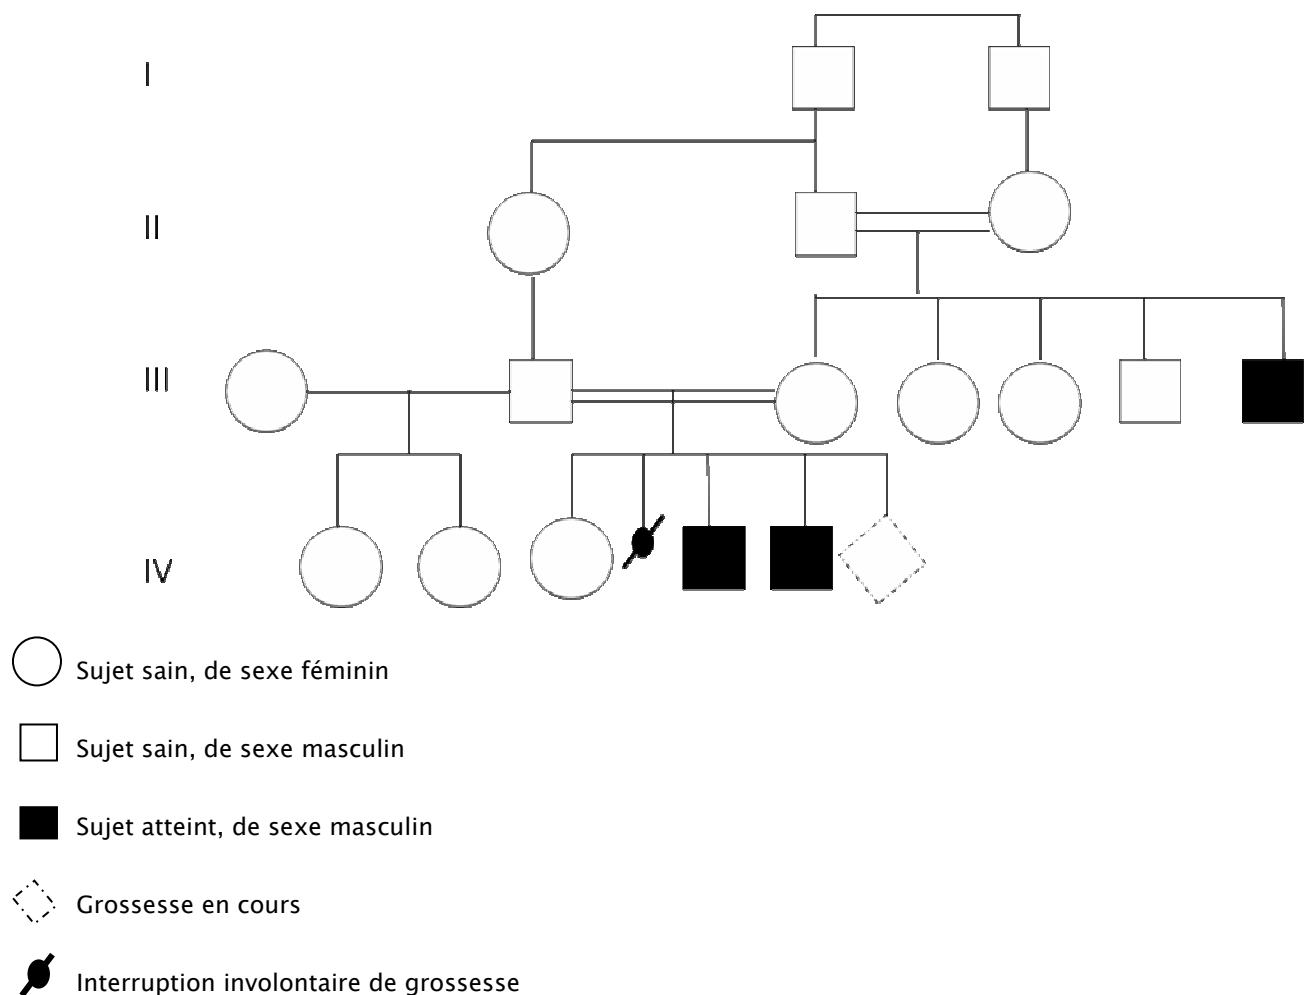 I
II
III
IV
Sujet sain, de sexe féminin
Sujet sain, de sexe masculin
Sujet atteint, de sexe masculin
Grossesse en cours
Interruption involontaire de grossesse